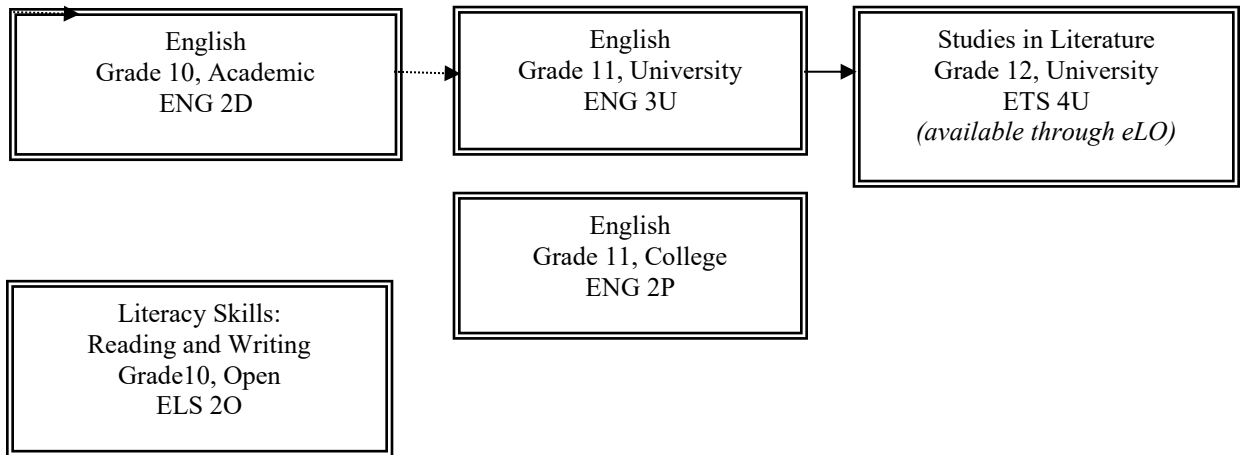 English
Grade 10, Academic
ENG 2D
English
Grade 11, University
ENG 3U
Studies in Literature
Grade 12, University
ETS 4U
(available through eLO)
English
Grade 11, College
ENG 2P
Literacy Skills:
Reading and Writing
Grade10, Open
ELS 2O